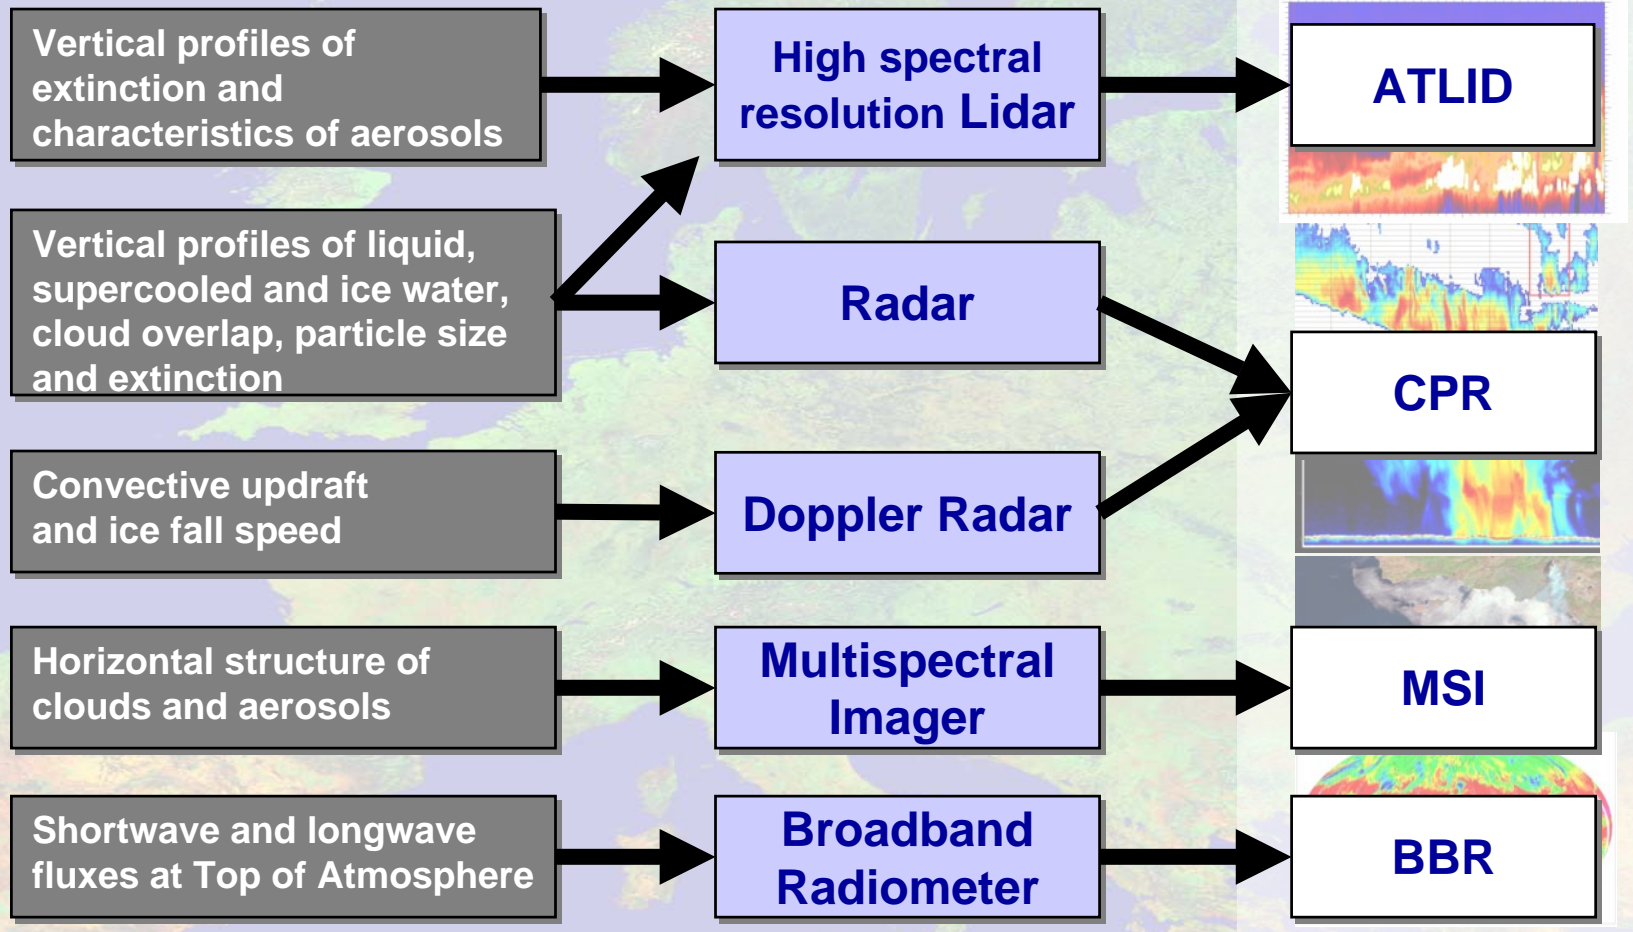 Vertical profiles of
extinction and
characteristics of aerosols
High spectral
resolution Lidar
ATLID
Vertical profiles of liquid,
supercooled and ice water,
cloud overlap, particle size
and extinction
Radar
CPR
Convective updraft
and ice fall speed
Doppler Radar
Horizontal structure of
clouds and aerosols
Multispectral
Imager
MSI
Shortwave and longwave
fluxes at Top of Atmosphere
Broadband
Radiometer
BBR